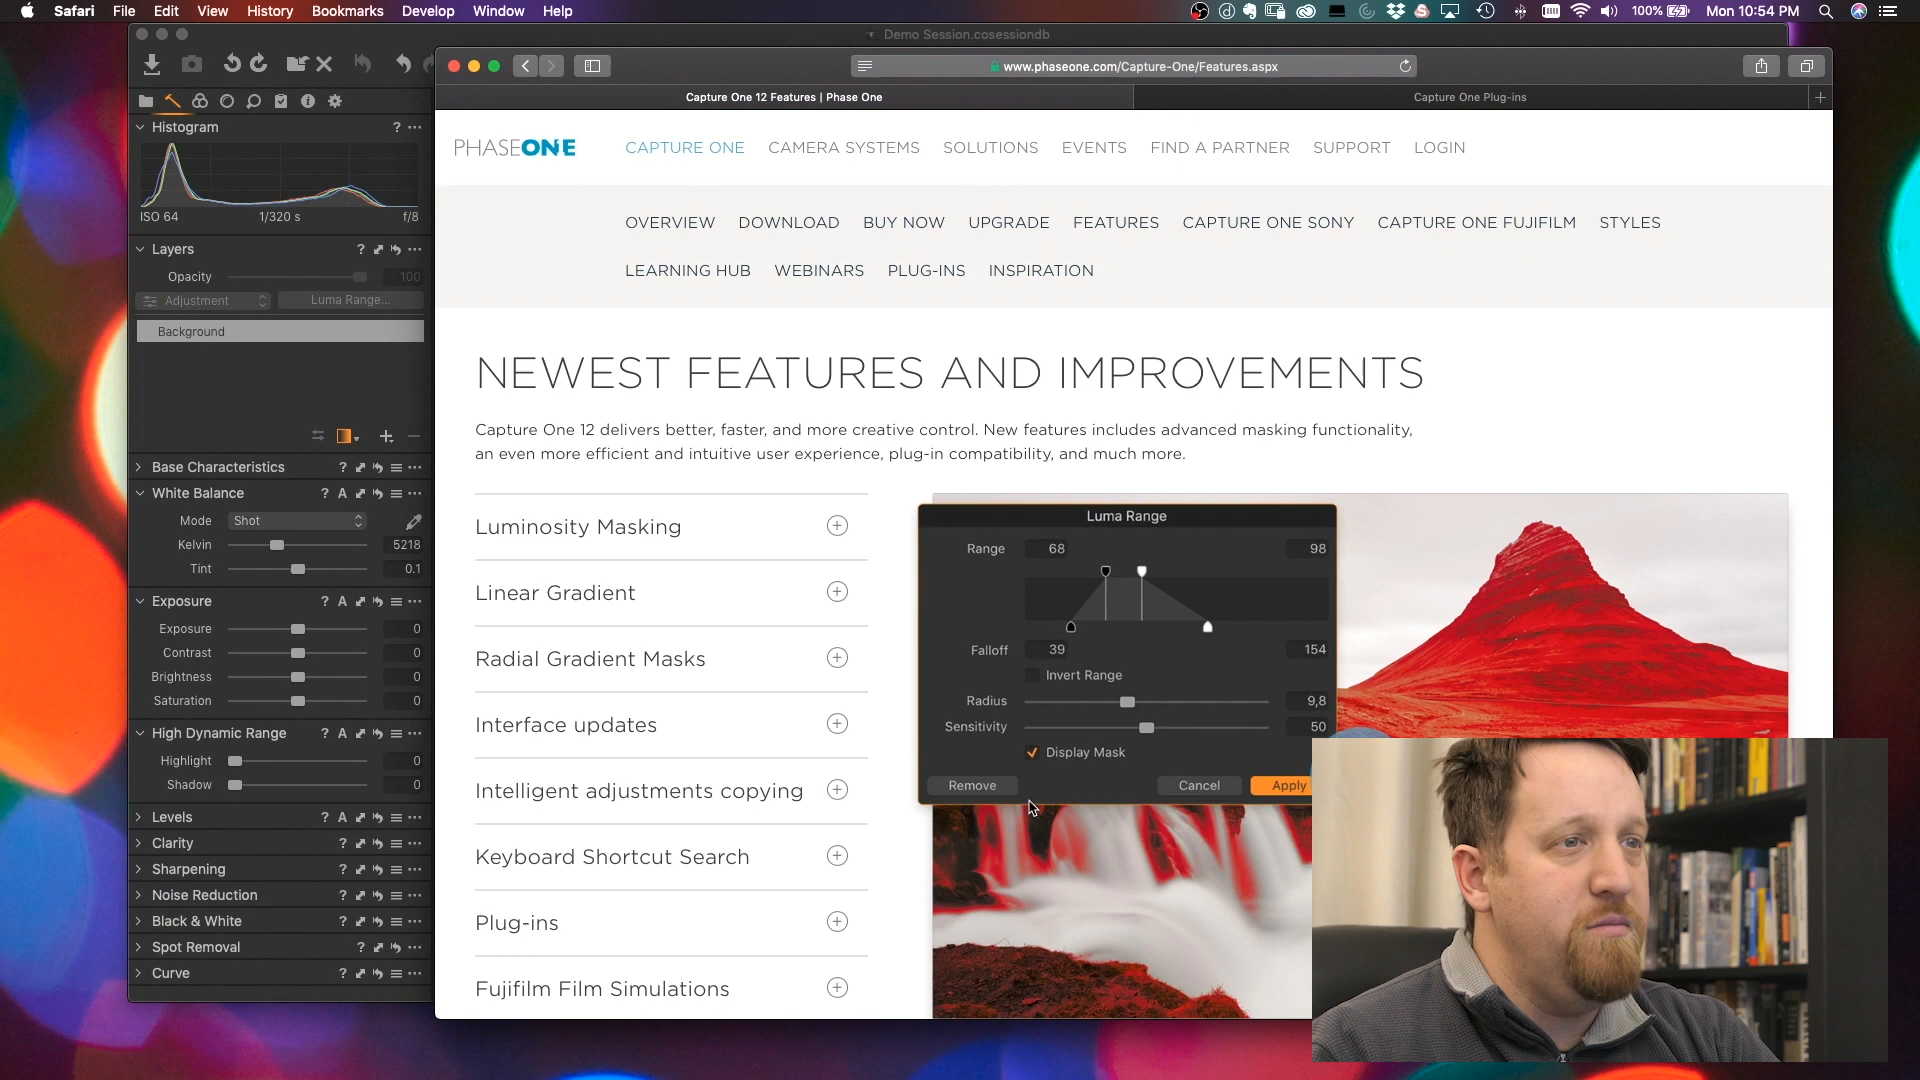 Safari File Edit View History Bookmarks Develop Window Help
100% Mon 10:54 PM
Demo Session.cosessiondb
www.phaseone.com/Capture-One/Features.aspx
Capture One 12 Features | Phase One
Capture One Plug-ins
Histogram
ISO 64 1/320 s f/8
Layers
Opacity 100
Adjustment Luma Range...
Background
Base Characteristics
White Balance
Mode Shot
Kelvin 5218
Tint 0.1
Exposure
Exposure 0
Contrast 0
Brightness 0
Saturation 0
High Dynamic Range
Highlight 0
Shadow 0
Levels
Clarity
Sharpening
Noise Reduction
Black & White
Spot Removal
Curve
PHASEONE
CAPTURE ONE CAMERA SYSTEMS SOLUTIONS EVENTS FIND A PARTNER SUPPORT LOGIN
OVERVIEW DOWNLOAD BUY NOW UPGRADE FEATURES CAPTURE ONE SONY CAPTURE ONE FUJIFILM STYLES
LEARNING HUB WEBINARS PLUG-INS INSPIRATION
NEWEST FEATURES AND IMPROVEMENTS
Capture One 12 delivers better, faster, and more creative control. New features includes advanced masking functionality,
an even more efficient and intuitive user experience, plug-in compatibility, and much more.
Luminosity Masking
Linear Gradient
Radial Gradient Masks
Interface updates
Intelligent adjustments copying
Keyboard Shortcut Search
Plug-ins
Fujifilm Film Simulations
Luma Range
Range 68 98
Falloff 39 154
Invert Range
Radius 9,8
Sensitivity 50
Display Mask
Remove Cancel Apply